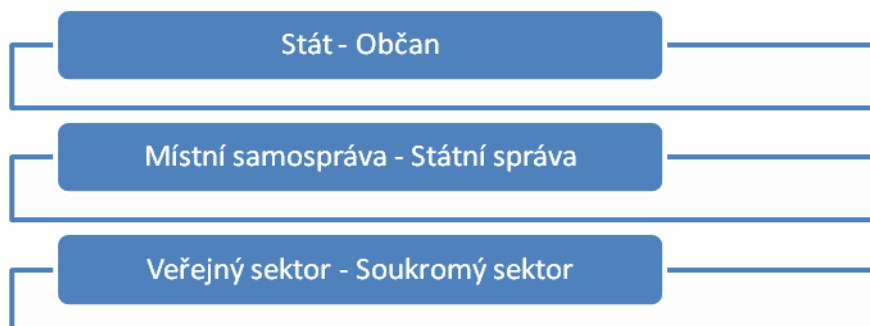 Stát - Občan
Místní samospráva - Státní správa
Veřejný sektor - Soukromý sektor